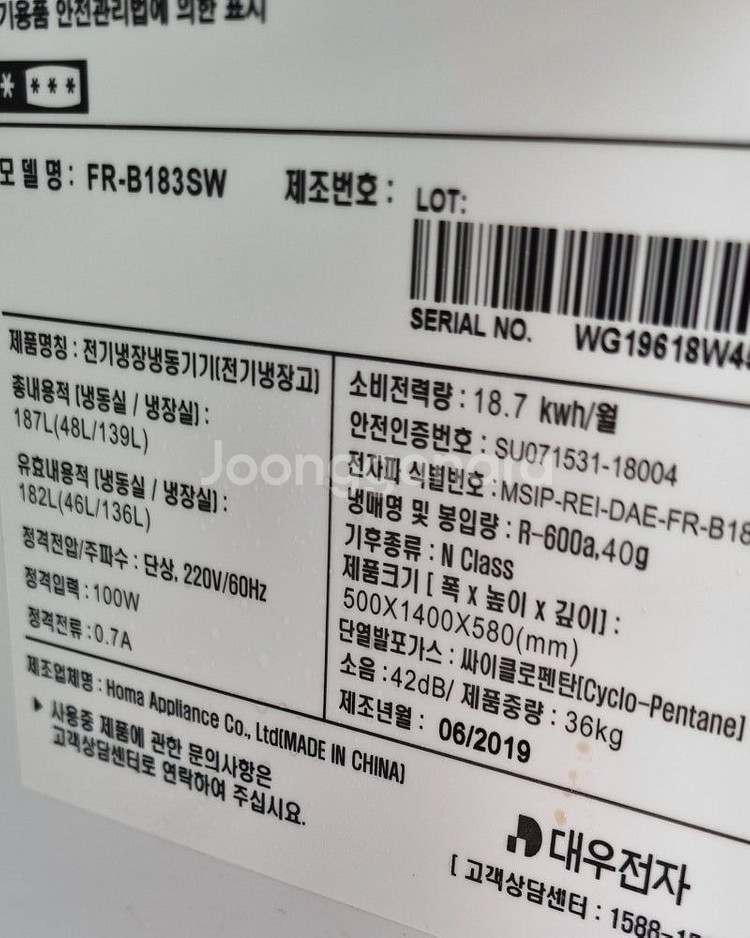 기용품 안전관리법에 의한 표시
* ***
모 델 명 : FR-B183SW
제조번호 :
LOT:
SERIAL NO. WG19618W4
제품명칭 : 전기냉장냉동기기[전기냉장고]
총내용적 [냉동실 / 냉장실] :
187L(48L/139L)
유효내용적 [냉동실 / 냉장실] :
182L(46L/136L)
정격전압/주파수 : 단상, 220V/60Hz
정격입력 : 100W
정격전류 : 0.7A
소비전력량 : 18.7 kwh/월
안전인증번호 : SU071531-18004
전자파 식별번호 : MSIP-REI-DAE-FR-B18
냉매명 및 봉입량 : R-600a,40g
기후종류 : N Class
제품크기 [ 폭 x 높이 x 깊이] :
500X1400X580(mm)
단열발포가스 : 싸이클로펜탄[Cyclo-Pentane]
소음 :42dB/ 제품중량 : 36kg
제조년월 : 06/2019
제조업체명 : Homa Appliance Co., Ltd[MADE IN CHINA]
▶ 사용중 제품에 관한 문의사항은
고객상담센터로 연락하여 주십시요.
대우전자
[ 고객상담센터 : 1588-15
Joonggonara